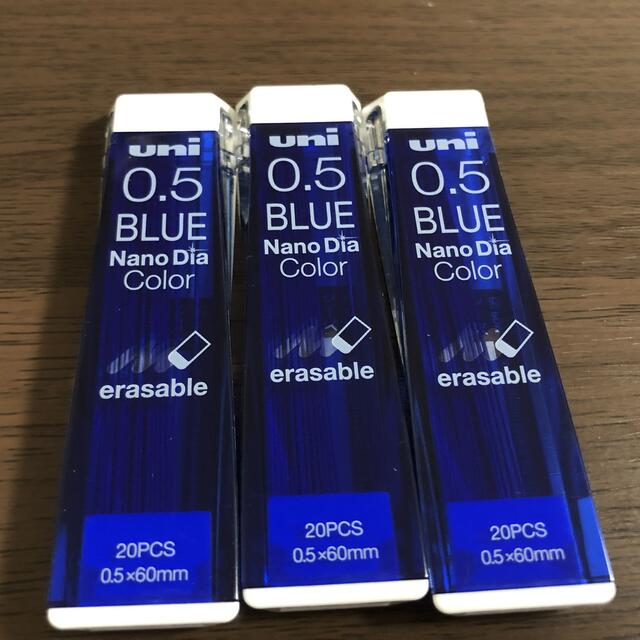 uni
0.5
BLUE
Nano Dia
Color
erasable
20PCS
0.5×60mm
uni
0.5
BLUE
Nano Dia
Color
erasable
20PCS
0.5×60mm
uni
0.5
BLUE
Nano Dia
Color
erasable
20PCS
0.5×60mm